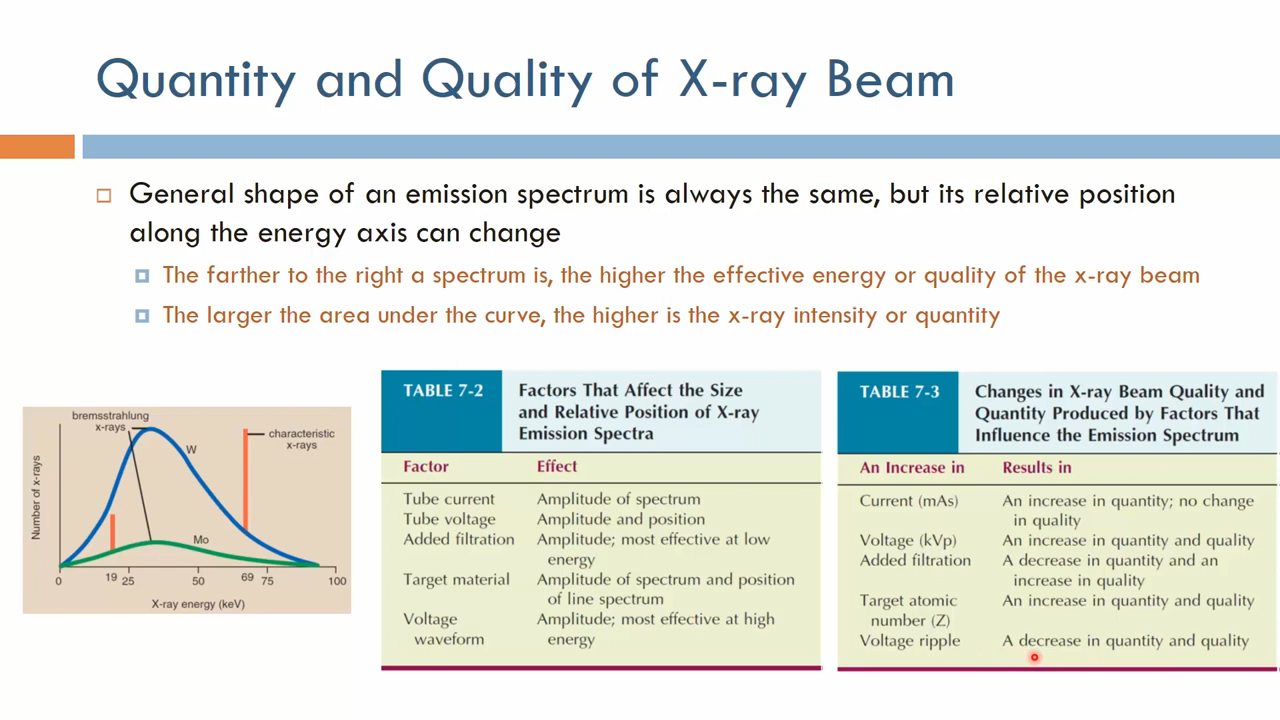 Quantity and Quality of X-ray Beam
General shape of an emission spectrum is always the same, but its relative position
along the energy axis can change
The farther to the right a spectrum is, the higher the effective energy or quality of the x-ray beam
The larger the area under the curve, the higher is the x-ray intensity or quantity
bremsstrahlung
x-rays
W
characteristic
x-rays
Mo
Number of x-rays
0 19 25 50 69 75 100
X-ray energy (keV)
TABLE 7-2
Factors That Affect the Size
and Relative Position of X-ray
Emission Spectra
Factor Effect
Tube current Amplitude of spectrum
Tube voltage Amplitude and position
Added filtration Amplitude; most effective at low
energy
Target material Amplitude of spectrum and position
of line spectrum
Voltage Amplitude; most effective at high
waveform energy
TABLE 7-3
Changes in X-ray Beam Quality and
Quantity Produced by Factors That
Influence the Emission Spectrum
An Increase in Results in
Current (mAs) An increase in quantity; no change
in quality
Voltage (kVp) An increase in quantity and quality
Added filtration A decrease in quantity and an
increase in quality
Target atomic An increase in quantity and quality
number (Z)
Voltage ripple A decrease in quantity and quality